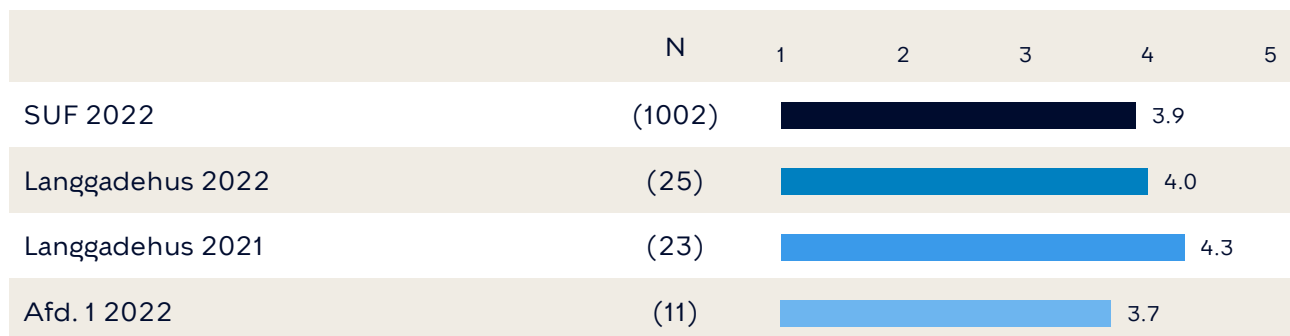 N 1 2 3 4 5
SUF 2022 (1002) 3.9
Langgadehus 2022 (25) 4.0
Langgadehus 2021 (23) 4.3
Afd. 1 2022 (11) 3.7